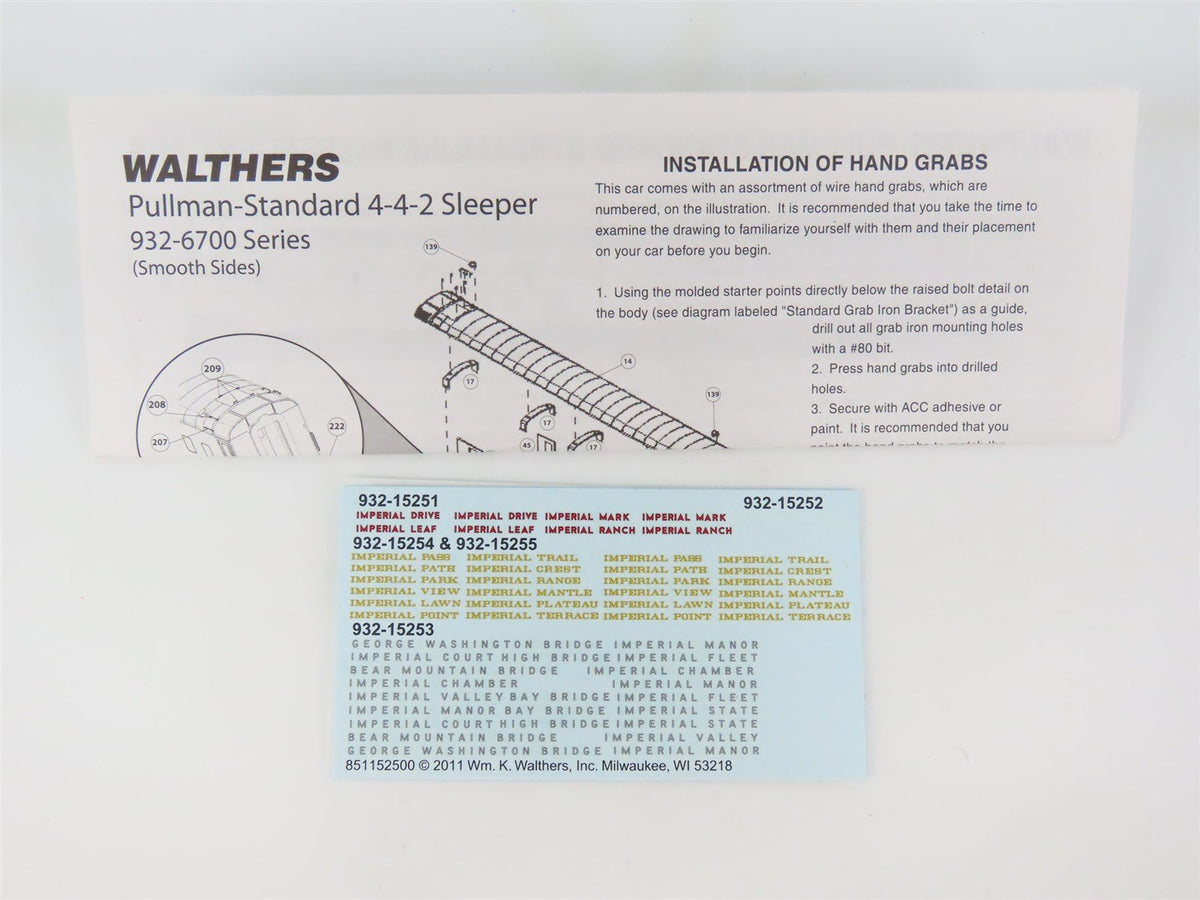 WALTHERS
Pullman-Standard 4-4-2 Sleeper
932-6700 Series
(Smooth Sides)
209
208
207
222
139
14
17
139
17
45
17
INSTALLATION OF HAND GRABS
This car comes with an assortment of wire hand grabs, which are
numbered, on the illustration. It is recommended that you take the time to
examine the drawing to familiarize yourself with them and their placement
on your car before you begin.
1. Using the molded starter points directly below the raised bolt detail on
the body (see diagram labeled "Standard Grab Iron Bracket") as a guide,
drill out all grab iron mounting holes
with a #80 bit.
2. Press hand grabs into drilled
holes.
3. Secure with ACC adhesive or
paint. It is recommended that you
932-15251 932-15252
IMPERIAL DRIVE IMPERIAL DRIVE IMPERIAL MARK IMPERIAL MARK
IMPERIAL LEAF IMPERIAL LEAF IMPERIAL RANCH IMPERIAL RANCH
932-15254 & 932-15255
IMPERIAL PASS IMPERIAL TRAIL IMPERIAL PASS IMPERIAL TRAIL
IMPERIAL PATH IMPERIAL CREST IMPERIAL PATH IMPERIAL CREST
IMPERIAL PARK IMPERIAL RANGE IMPERIAL PARK IMPERIAL RANGE
IMPERIAL VIEW IMPERIAL MANTLE IMPERIAL VIEW IMPERIAL MANTLE
IMPERIAL LAWN IMPERIAL PLATEAU IMPERIAL LAWN IMPERIAL PLATEAU
IMPERIAL POINT IMPERIAL TERRACE IMPERIAL POINT IMPERIAL TERRACE
932-15253
GEORGE WASHINGTON BRIDGE IMPERIAL MANOR
IMPERIAL COURT HIGH BRIDGE IMPERIAL FLEET
BEAR MOUNTAIN BRIDGE IMPERIAL CHAMBER
IMPERIAL CHAMBER IMPERIAL MANOR
IMPERIAL VALLEY BAY BRIDGE IMPERIAL FLEET
IMPERIAL MANOR BAY BRIDGE IMPERIAL STATE
IMPERIAL COURT HIGH BRIDGE IMPERIAL STATE
BEAR MOUNTAIN BRIDGE IMPERIAL VALLEY
GEORGE WASHINGTON BRIDGE IMPERIAL MANOR
851152500 © 2011 Wm. K. Walthers, Inc. Milwaukee, WI 53218